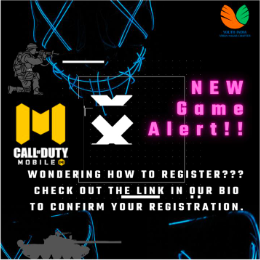 NEW
Game
Alert!!
CALL OF DUTY
MOBILE
WONDERING HOW TO REGISTER???
CHECK OUT THE LINK IN OUR BIO
TO CONFIRM YOUR REGISTRATION.